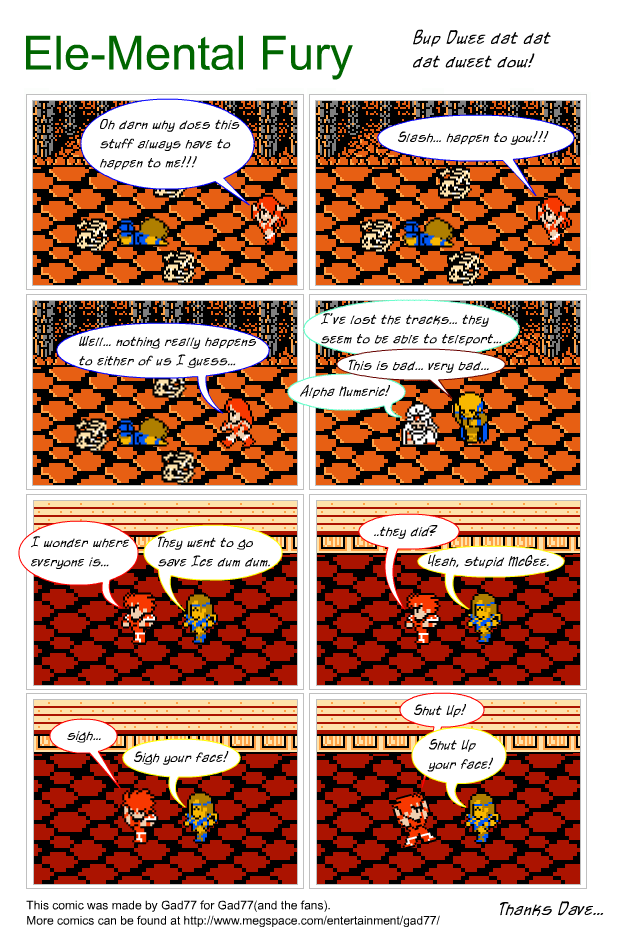 Ele-Mental Fury
Bup Dwee dat dat
dat dweet dow!
Oh darn why does this
stuff always have to
happen to me!!!
Slash... happen to you!!!
Well... nothing really happens
to either of us I guess...
I've lost the tracks... they
seem to be able to teleport...
This is bad... very bad...
Alpha Numeric!
I wonder where
everyone is...
They went to go
save Ice dum dum.
..they did?
Yeah, stupid McGee.
sigh...
Sigh your face!
Shut Up!
Shut Up
your face!
This comic was made by Gad77 for Gad77(and the fans).
More comics can be found at http://www.megspace.com/entertainment/gad77/
Thanks Dave...